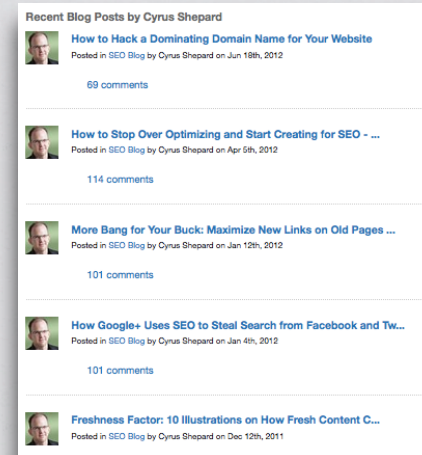 Recent Blog Posts by Cyrus Shepard
How to Hack a Dominating Domain Name for Your Website
Posted in SEO Blog by Cyrus Shepard on Jun 18th, 2012
69 comments
How to Stop Over Optimizing and Start Creating for SEO - ...
Posted in SEO Blog by Cyrus Shepard on Apr 5th, 2012
114 comments
More Bang for Your Buck: Maximize New Links on Old Pages ...
Posted in SEO Blog by Cyrus Shepard on Jan 12th, 2012
101 comments
How Google+ Uses SEO to Steal Search from Facebook and Tw...
Posted in SEO Blog by Cyrus Shepard on Jan 4th, 2012
101 comments
Freshness Factor: 10 Illustrations on How Fresh Content C...
Posted in SEO Blog by Cyrus Shepard on Dec 12th, 2011